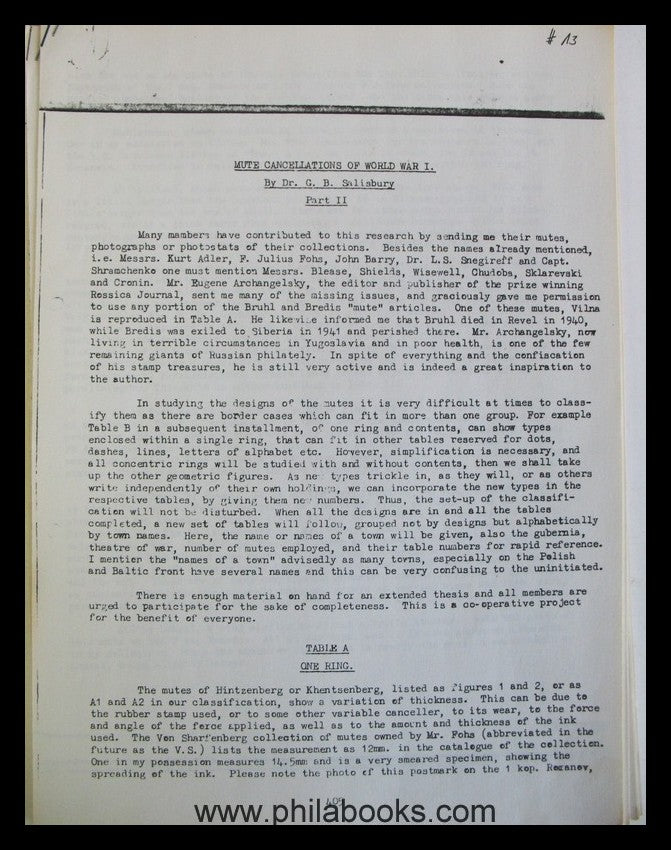 # 13
MUTE CANCELLATIONS OF WORLD WAR I.
By Dr. G. B. Salisbury
Part II
Many mambers have contributed to this research by sending me their mutes,
photographs or photostats of their collections. Besides the names already mentioned,
i.e. Messrs. Kurt Adler, F. Julius Fohs, John Barry, Dr. L.S. Snegireff and Capt.
Shramchenko one must mention Messrs. Blease, Shields, Wisewell, Chudoba, Sklarevski
and Cronin. Mr. Eugene Archangelsky, the editor and publisher of the prize winning
Rossica Journal, sent me many of the missing issues, and graciously gave me permission
to use any portion of the Bruhl and Bredis "mute" articles. One of these mutes, Vilna
is reproduced in Table A. He likewise informed me that Bruhl died in Revel in 1940,
while Bredis was exiled to Siberia in 1941 and perished there. Mr. Archangelsky, now
living in terrible circumstances in Yugoslavia and in poor health, is one of the few
remaining giants of Russian philately. In spite of everything and the confiscation
of his stamp treasures, he is still very active and is indeed a great inspiration to
the author.
In studying the designs of the mutes it is very difficult at times to class-
ify them as there are border cases which can fit in more than one group. For example
Table B in a subsequent installment, of one ring and contents, can show types
enclosed within a single ring, that can fit in other tables reserved for dots,
dashes, lines, letters of alphabet etc. However, simplification is necessary, and
all concentric rings will be studied with and without contents, then we shall take
up the other geometric figures. As new types trickle in, as they will, or as others
write independently of their own holdings, we can incorporate the new types in the
respective tables, by giving them new numbers. Thus, the set-up of the classifi-
cation will not be disturbed. When all the designs are in and all the tables
completed, a new set of tables will follow, grouped not by designs but alphabetically
by town names. Here, the name or names of a town will be given, also the gubernia,
theatre of war, number of mutes employed, and their table numbers for rapid reference.
I mention the "names of a town" advisedly as many towns, especially on the Polish
and Baltic front have several names and this can be very confusing to the uninitiated.
There is enough material on hand for an extended thesis and all members are
urged to participate for the sake of completeness. This is a co-operative project
for the benefit of everyone.
TABLE A
ONE RING.
The mutes of Hintzenberg or Khentsenberg, listed as figures 1 and 2, or as
A1 and A2 in our classification, show a variation of thickness. This can be due to
the rubber stamp used, or to some other variable canceller, to its wear, to the force
and angle of the force applied, as well as to the amount and thickness of the ink
used. The Von Sharfenberg collection of mutes owned by Mr. Fohs (abbreviated in the
future as the V.S.) lists the measurement as 12mm. in the catalogue of the collection.
One in my possession measures 14.5mm and is a very smeared specimen, showing the
spreading of the ink. Please note the photo of this postmark on the 1 kop. Romanov,
www.philabooks.com